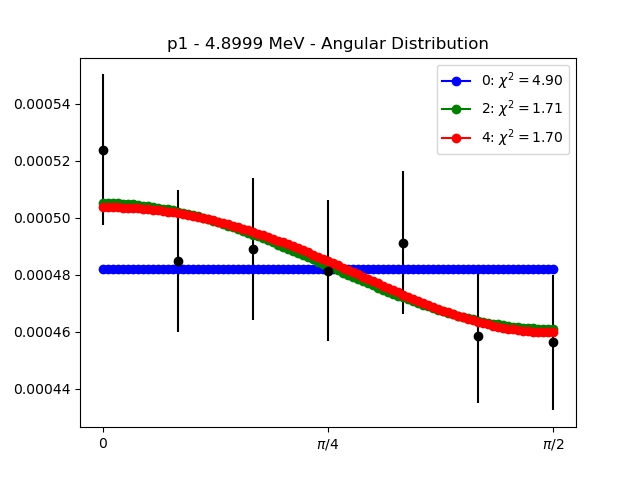 p1 - 4.8999 MeV - Angular Distribution
0: χ² = 4.90
2: χ² = 1.71
4: χ² = 1.70
0.00054
0.00052
0.00050
0.00048
0.00046
0.00044
0 π/4 π/2